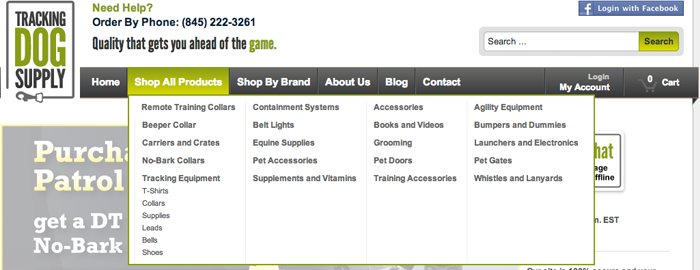 TRACKING
DOG
SUPPLY
Need Help?
Order By Phone: (845) 222-3261
Quality that gets you ahead of the game.
Login with Facebook
Search ...
Search
Home
Shop All Products
Shop By Brand
About Us
Blog
Contact
Login
My Account
0
Cart
Remote Training Collars
Beeper Collar
Carriers and Crates
No-Bark Collars
Tracking Equipment
T-Shirts
Collars
Supplies
Leads
Bells
Shoes
Containment Systems
Belt Lights
Equine Supplies
Pet Accessories
Supplements and Vitamins
Accessories
Books and Videos
Grooming
Pet Doors
Training Accessories
Agility Equipment
Bumpers and Dummies
Launchers and Electronics
Pet Gates
Whistles and Lanyards
Purcha
Patrol
get a DT
No-Bark
hat
age
ffline
m. EST